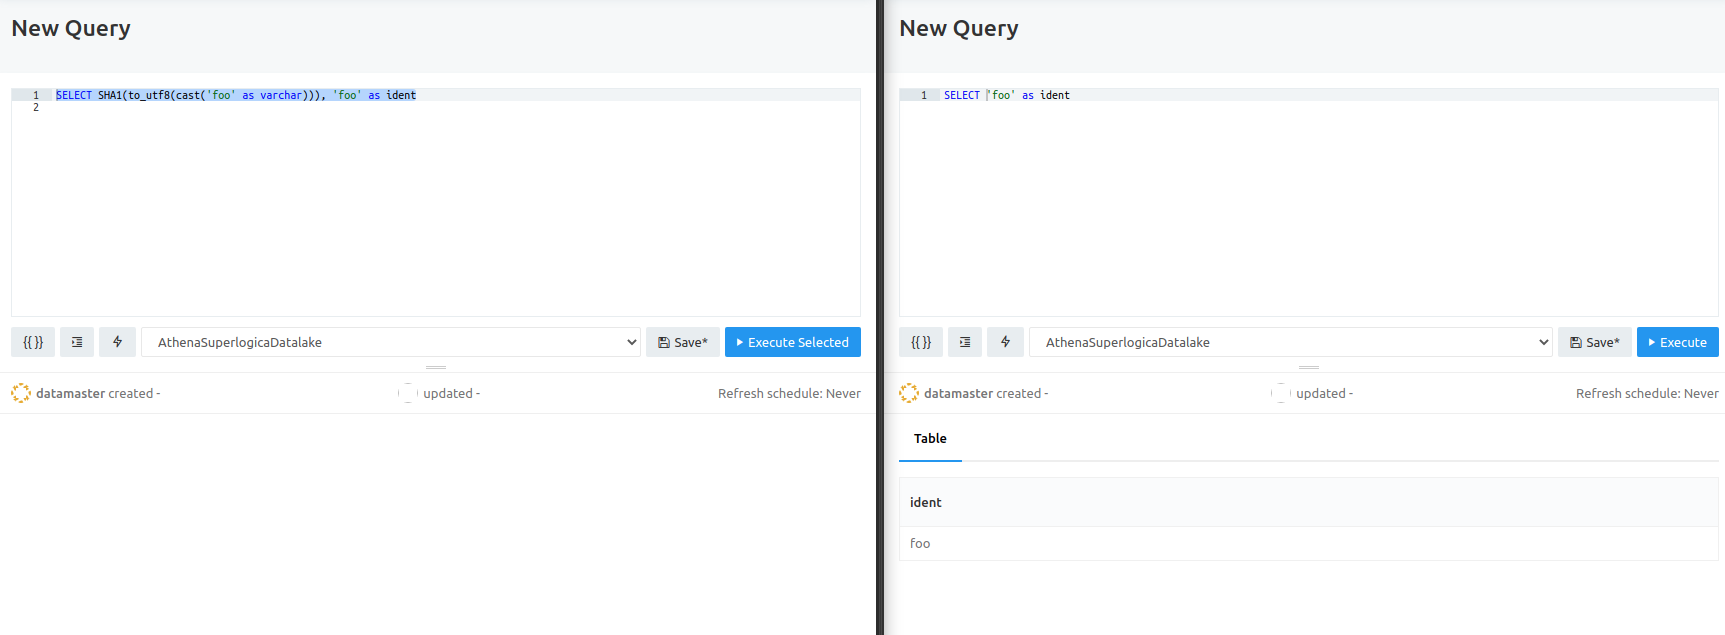 New Query
1 SELECT SHA1(to_utf8(cast('foo' as varchar))), 'foo' as ident
2
{{ }} AthenaSuperlogicaDatalake Save* Execute Selected
datamaster created - updated - Refresh schedule: Never
New Query
1 SELECT 'foo' as ident
{{ }} AthenaSuperlogicaDatalake Save* Execute
datamaster created - updated - Refresh schedule: Never
Table
ident
foo